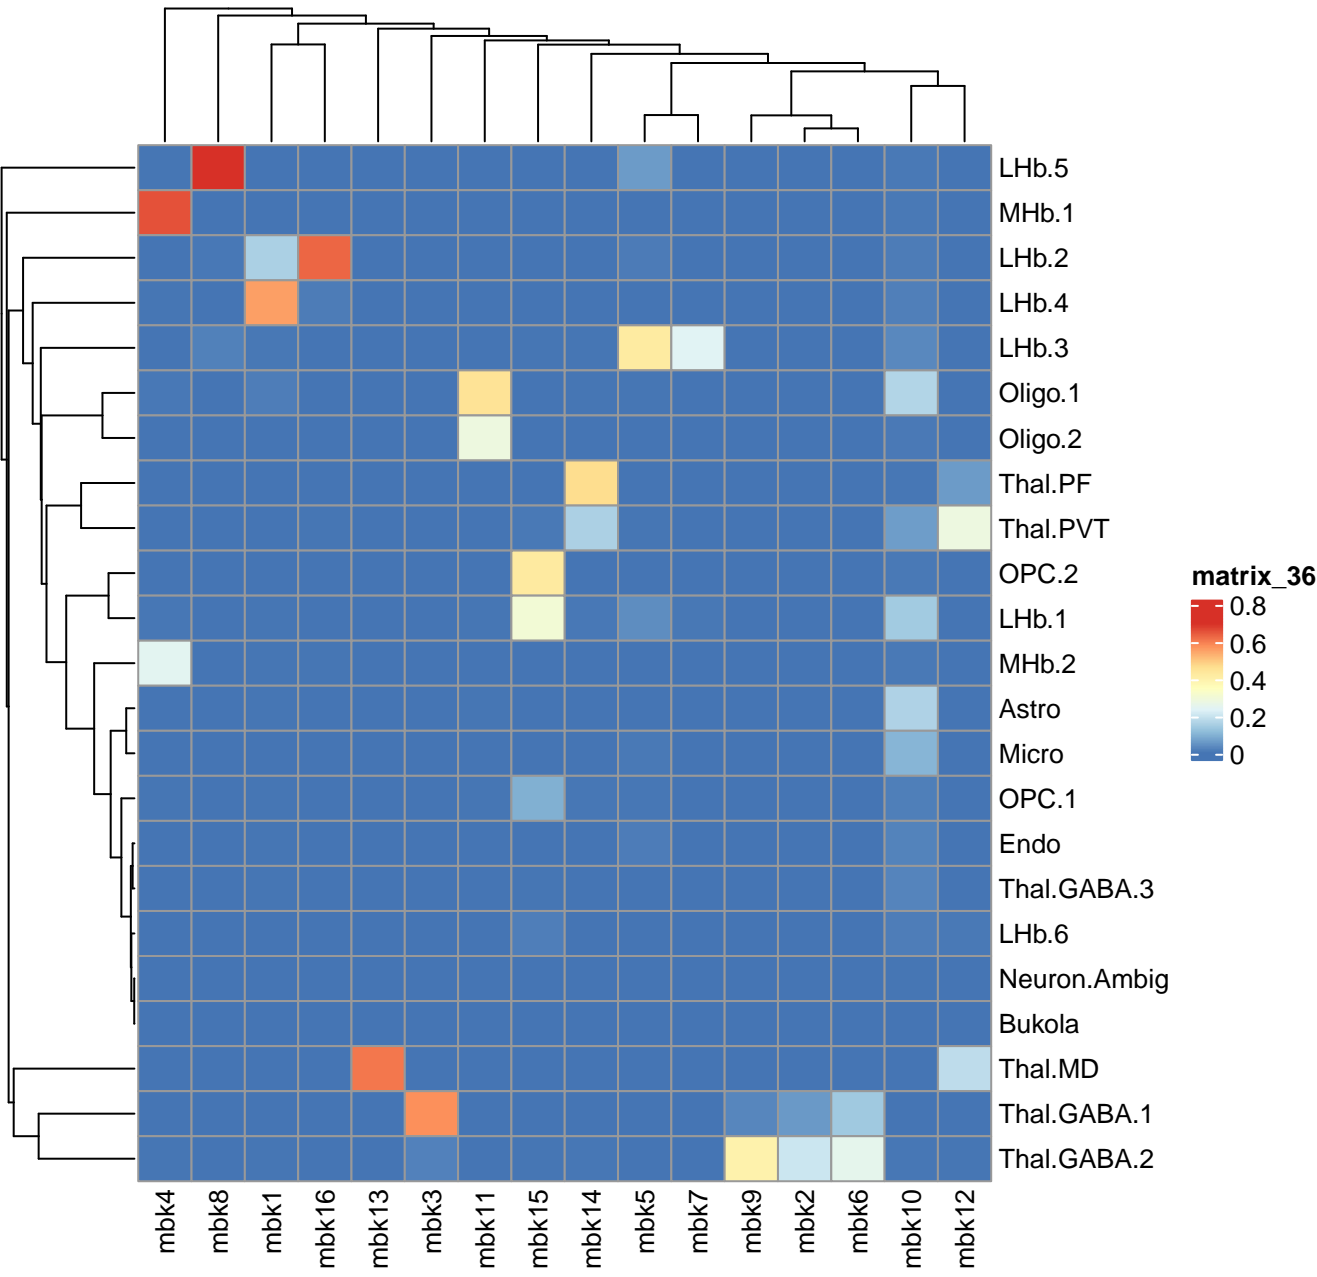 LHb.5
MHb.1
LHb.2
LHb.4
LHb.3
Oligo.1
Oligo.2
Thal.PF
Thal.PVT
OPC.2
LHb.1
MHb.2
Astro
Micro
OPC.1
Endo
Thal.GABA.3
LHb.6
Neuron.Ambig
Bukola
Thal.MD
Thal.GABA.1
Thal.GABA.2
matrix_36
0.8
0.6
0.4
0.2
0
mbk4
mbk8
mbk1
mbk16
mbk13
mbk3
mbk11
mbk15
mbk14
mbk5
mbk7
mbk9
mbk2
mbk6
mbk10
mbk12